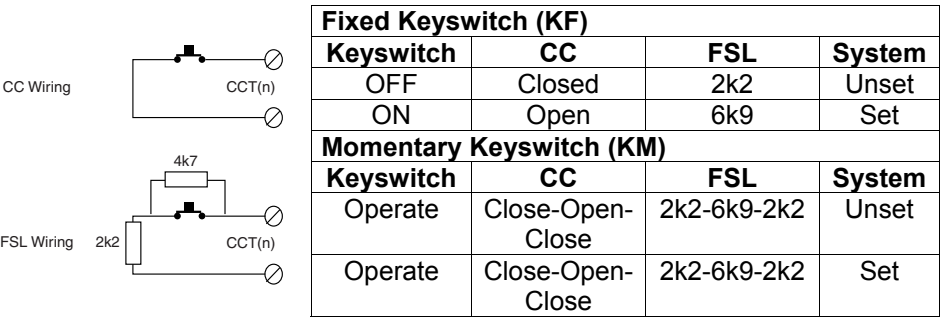 CC Wiring
CCT(n)
4k7
FSL Wiring
2k2
CCT(n)
Fixed Keyswitch (KF)
Keyswitch CC FSL System
OFF Closed 2k2 Unset
ON Open 6k9 Set
Momentary Keyswitch (KM)
Keyswitch CC FSL System
Operate Close-Open- 2k2-6k9-2k2 Unset
Close
Operate Close-Open- 2k2-6k9-2k2 Set
Close